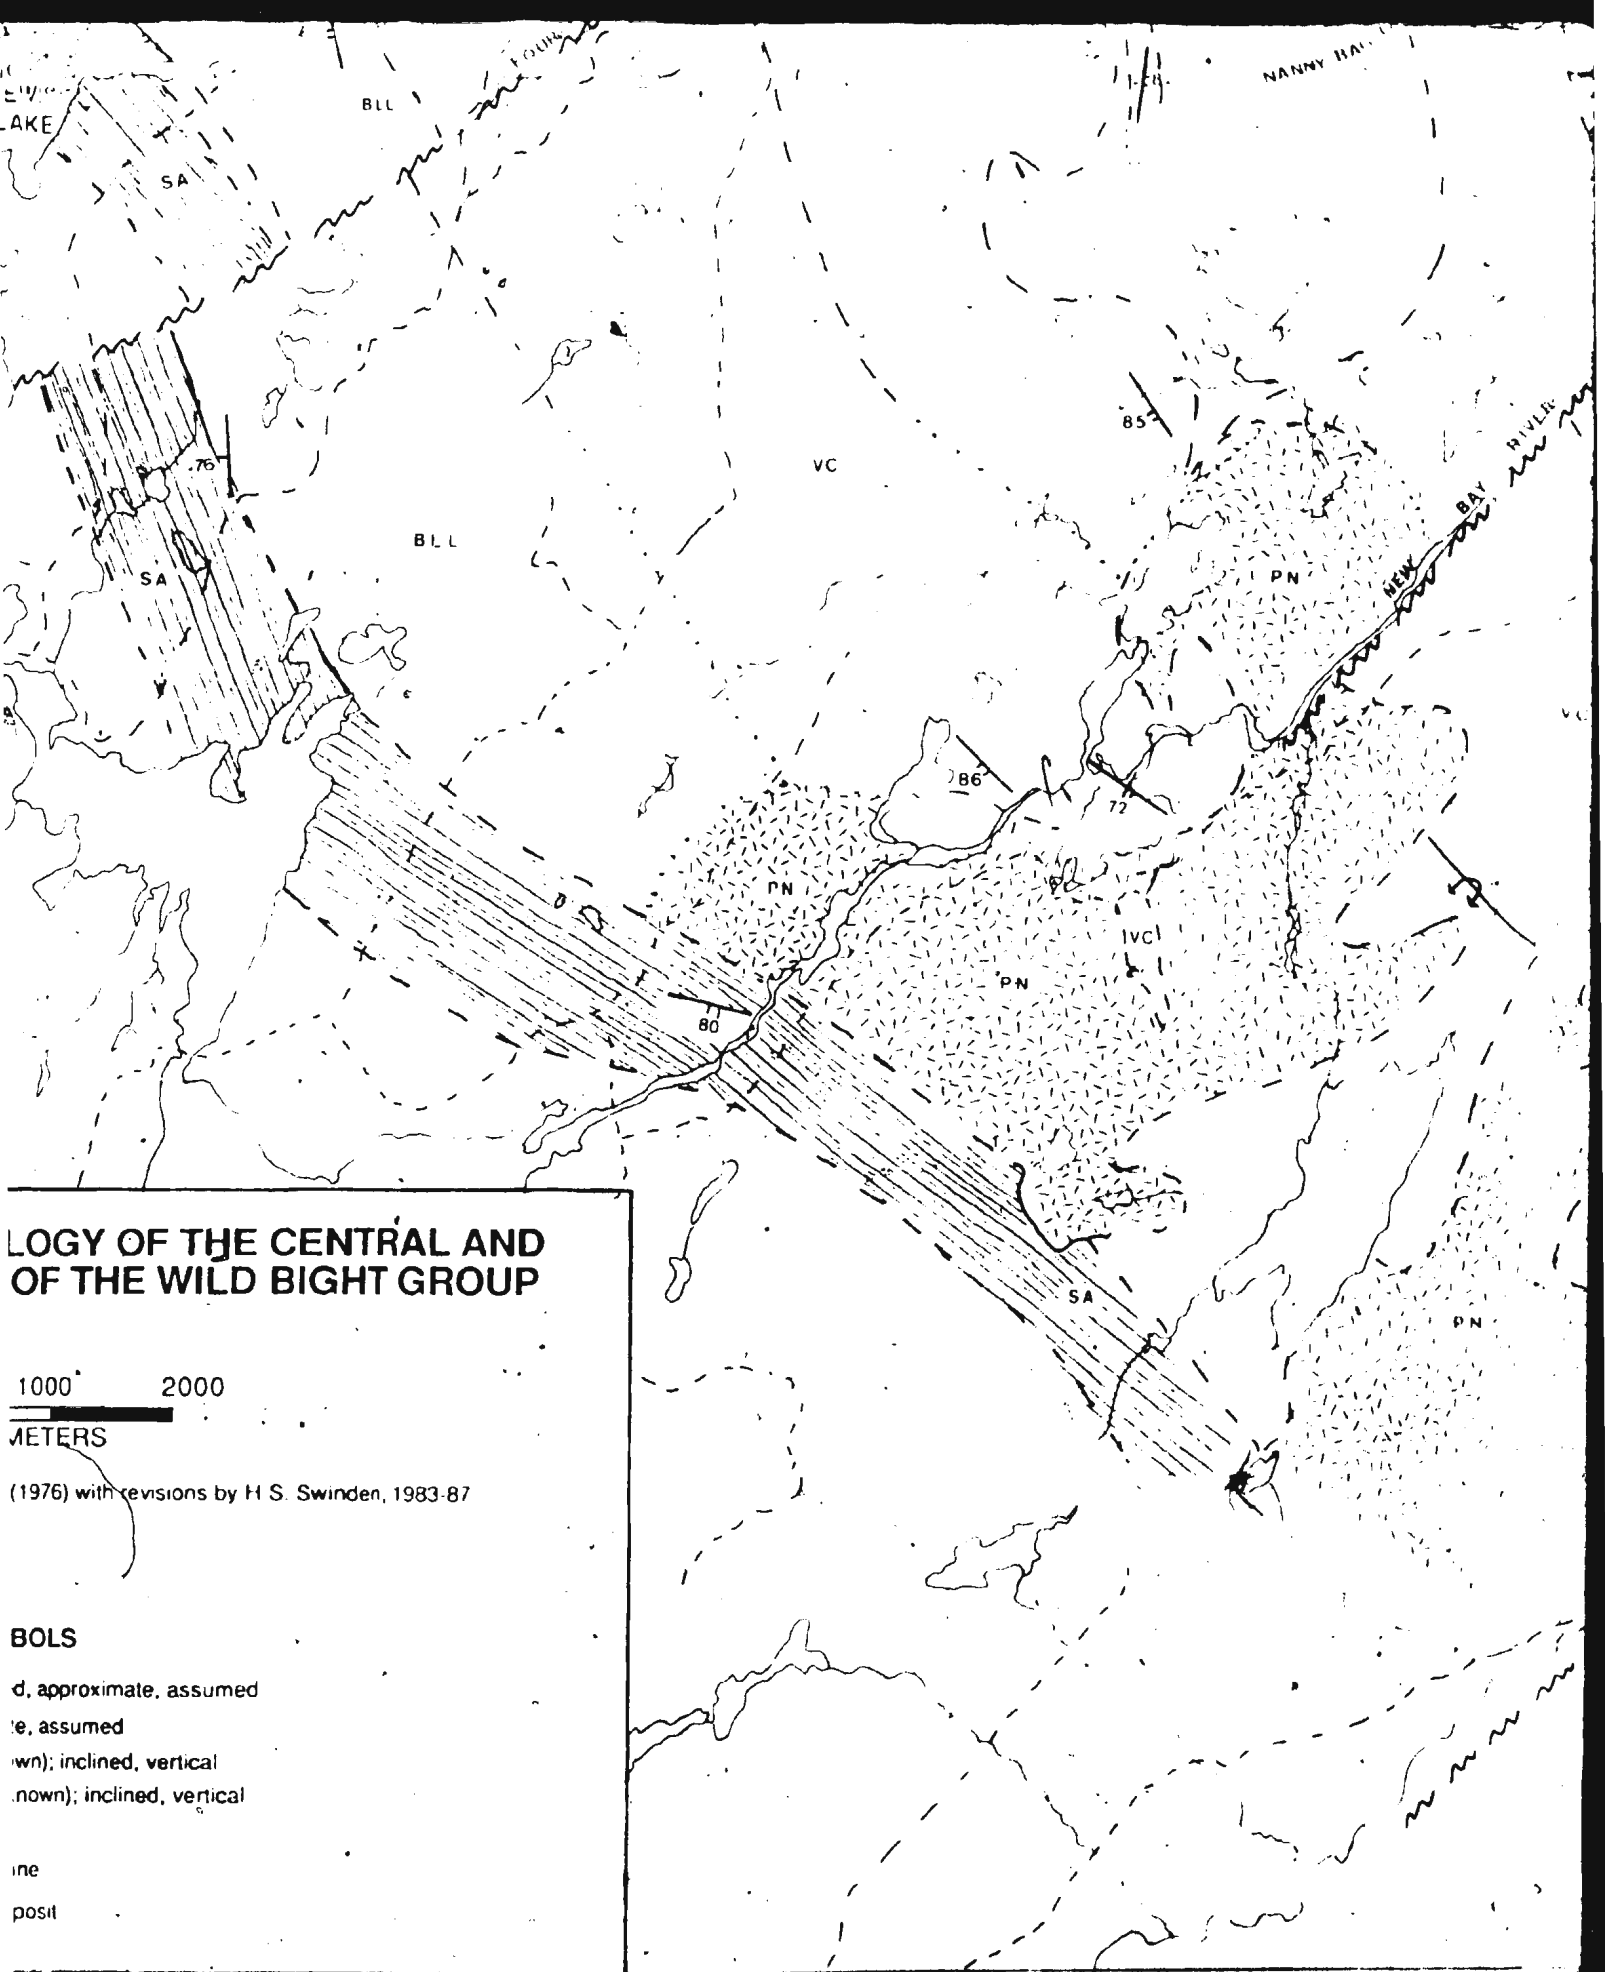 NANNY
BLL
LAKE
SA
85
RIVER
VC
76
BAY
BLL
NEW
PN
SA
86
72
PN
VC
PN
80
LOGY OF THE CENTRAL AND
OF THE WILD BIGHT GROUP
SA
PN
1000 2000
METERS
(1976) with revisions by H S. Swinden, 1983-87
BOLS
d, approximate, assumed
e, assumed
wn); inclined, vertical
nown); inclined, vertical
ine
posit